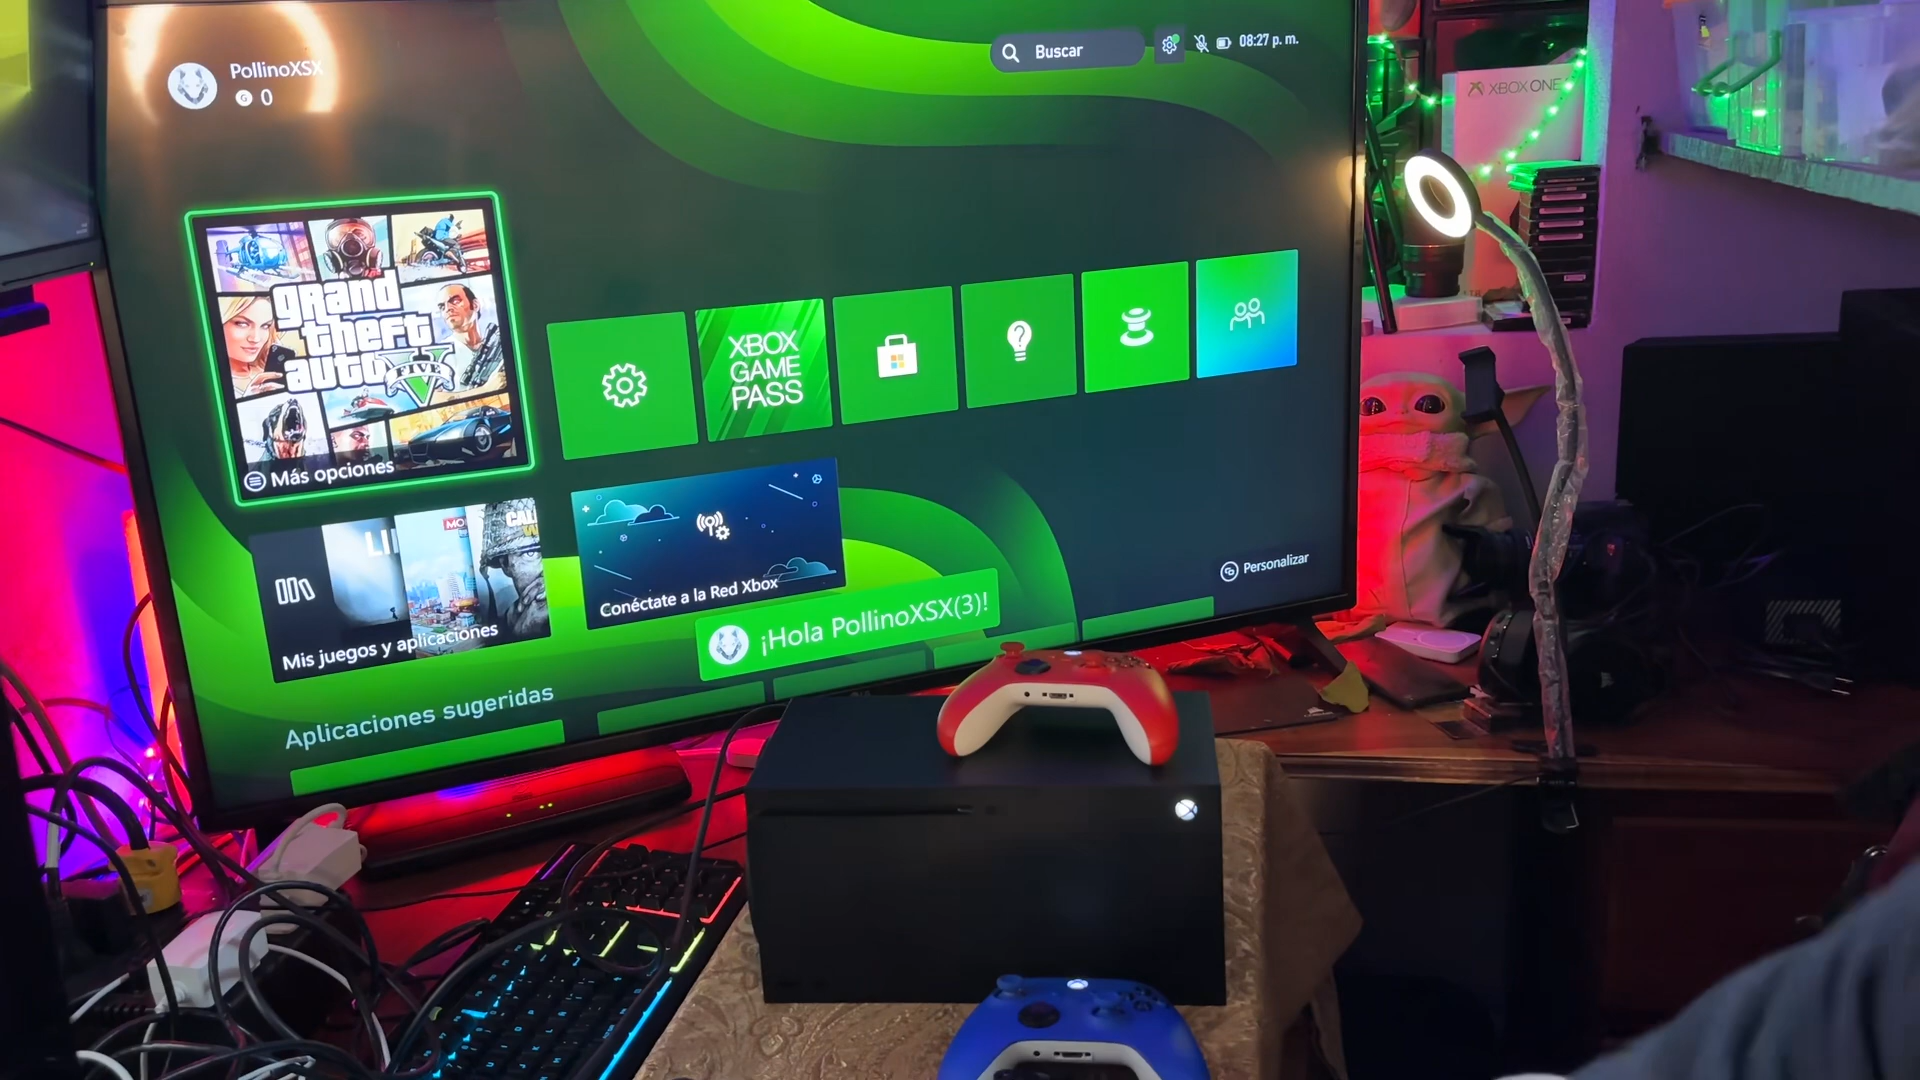 PollinoXSX
G 0
Buscar
08:27 p. m.
XBOX ONE
grand
theft
auto
FIVE
Más opciones
XBOX
GAME
PASS
Mis juegos y aplicaciones
Conéctate a la Red Xbox
Personalizar
¡Hola PollinoXSX(3)!
Aplicaciones sugeridas